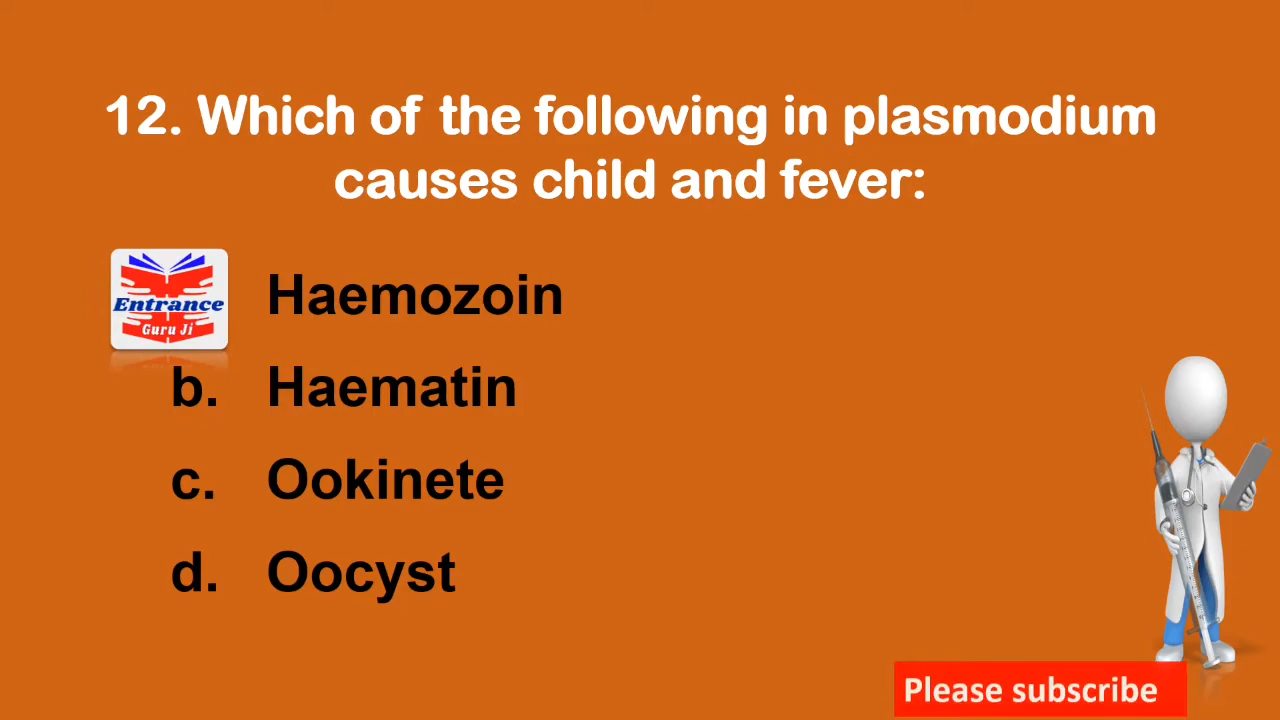 12. Which of the following in plasmodium
causes child and fever:
Entrance
Guru Ji
Haemozoin
b. Haematin
c. Ookinete
d. Oocyst
Please subscribe